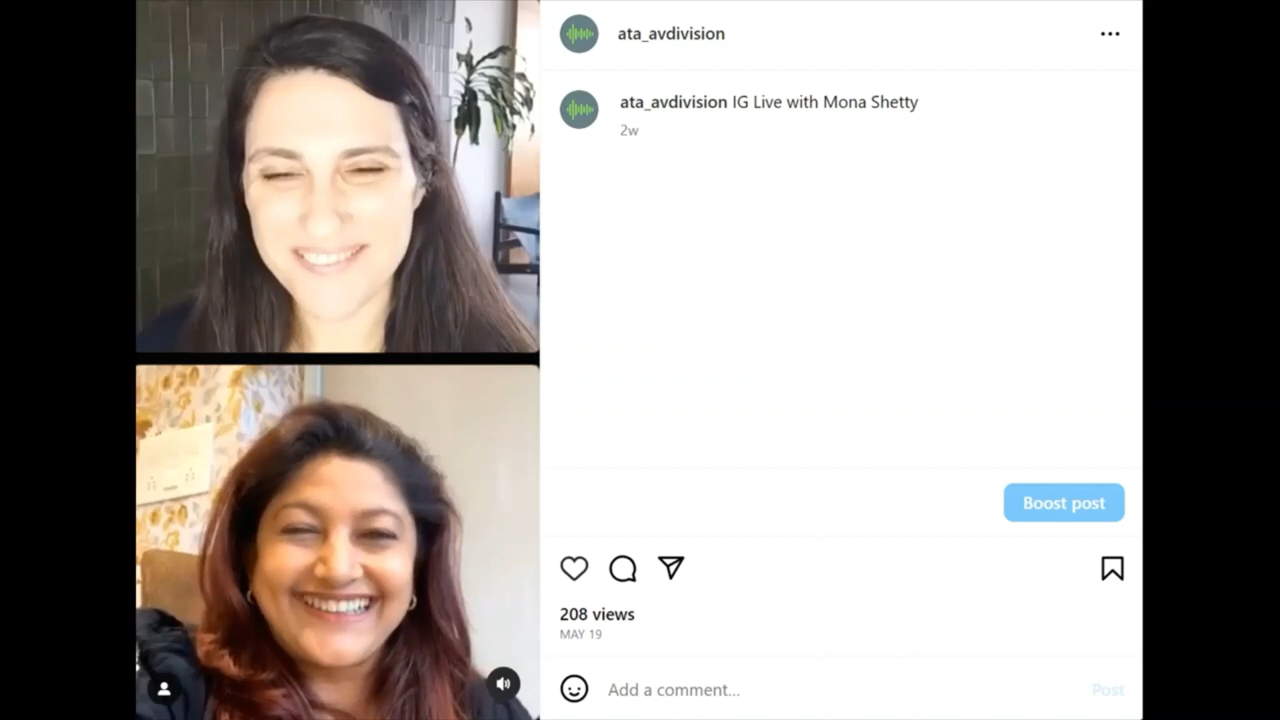 ata_avdivision
ata_avdivision IG Live with Mona Shetty
2w
Boost post
208 views
MAY 19
Add a comment...
Post